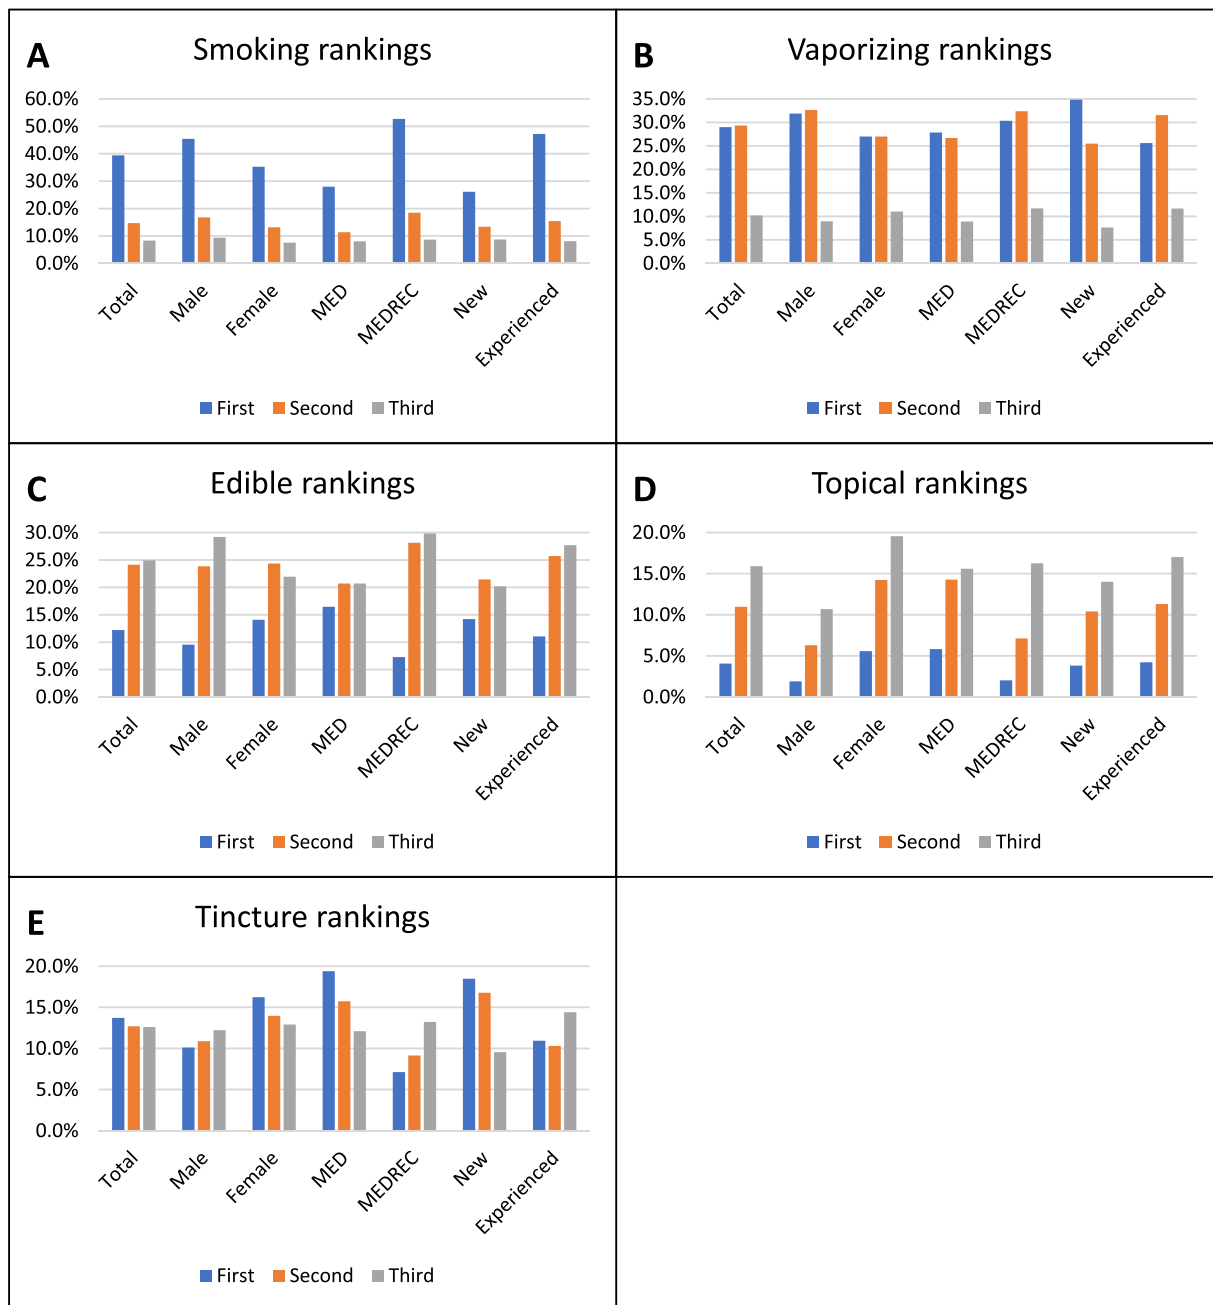 A
Smoking rankings
60.0%
50.0%
40.0%
30.0%
20.0%
10.0%
0.0%
Total Male Female MED MEDREC New Experienced
First Second Third
B
Vaporizing rankings
35.0%
30.0%
25.0%
20.0%
15.0%
10.0%
5.0%
0.0%
Total Male Female MED MEDREC New Experienced
First Second Third
C
Edible rankings
30.0%
25.0%
20.0%
15.0%
10.0%
5.0%
0.0%
Total Male Female MED MEDREC New Experienced
First Second Third
D
Topical rankings
20.0%
15.0%
10.0%
5.0%
0.0%
Total Male Female MED MEDREC New Experienced
First Second Third
E
Tincture rankings
20.0%
15.0%
10.0%
5.0%
0.0%
Total Male Female MED MEDREC New Experienced
First Second Third